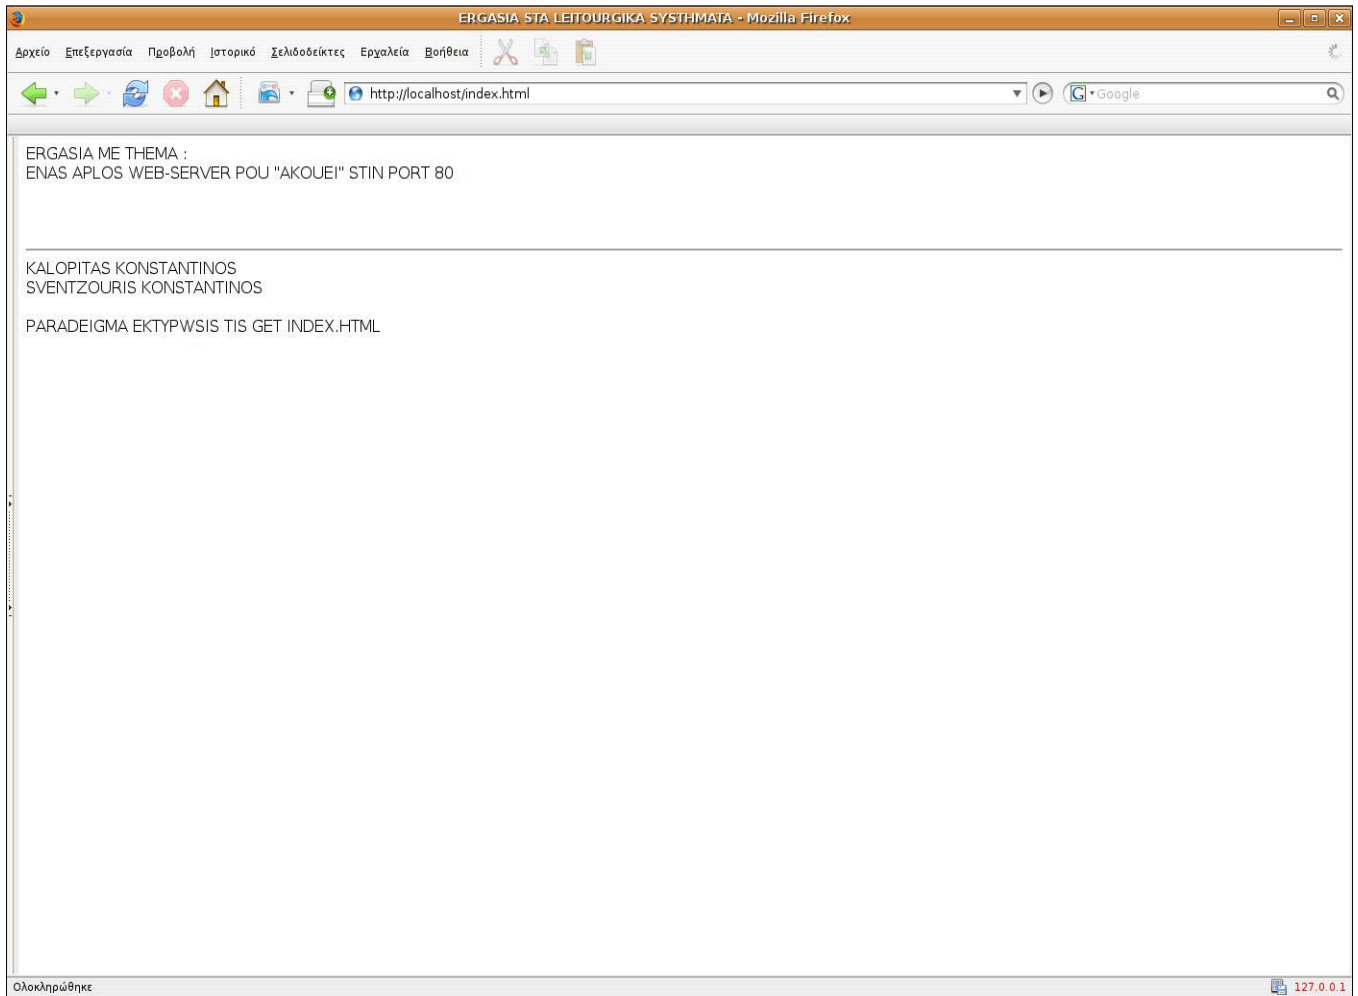 ERGASIA STA LEITOURGIKA SYSTHMATA - Mozilla Firefox
Αρχείο Επεξεργασία Προβολή Ιστορικό Σελιδοδείκτες Εργαλεία Βοήθεια
http://localhost/index.html G Google
ERGASIA ME THEMA :
ENAS APLOS WEB-SERVER POU "AKOUEI" STIN PORT 80
KALOPITAS KONSTANTINOS
SVENTZOURIS KONSTANTINOS
PARADEIGMA EKTYPWSIS TIS GET INDEX.HTML
Ολοκληρώθηκε 127.0.0.1